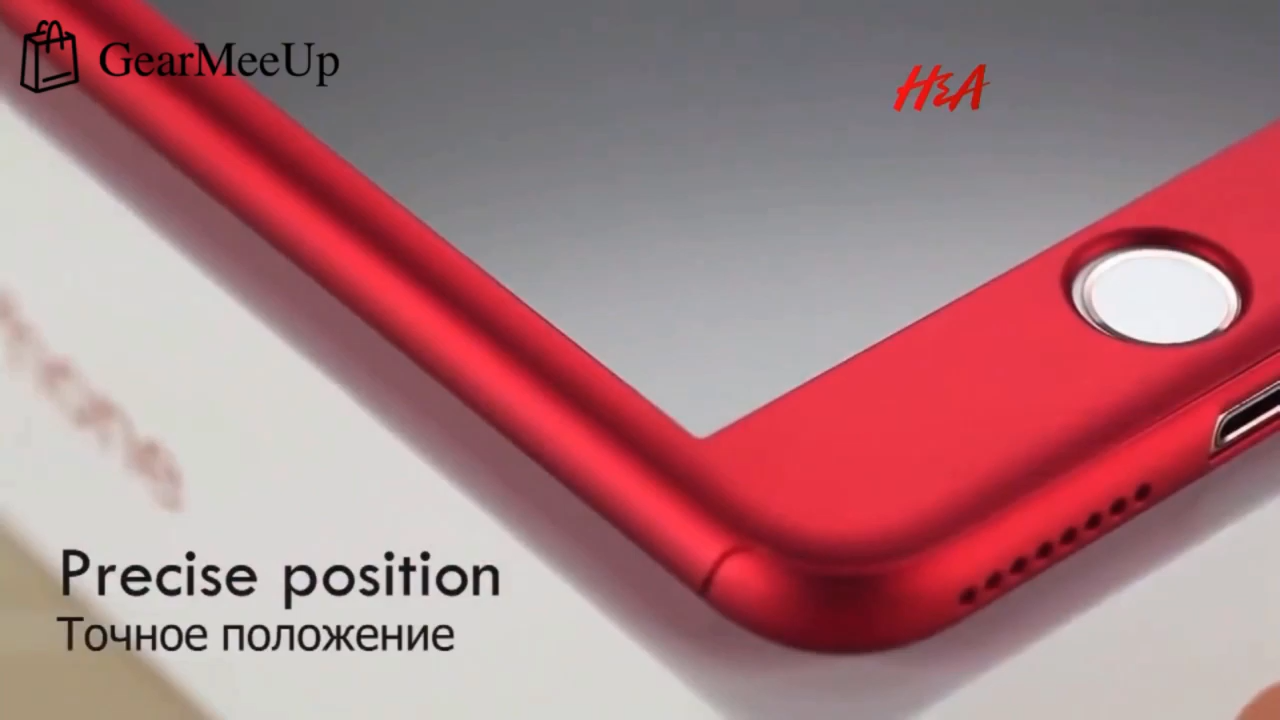 GearMeeUp
H&A
Precise position
Точное положение